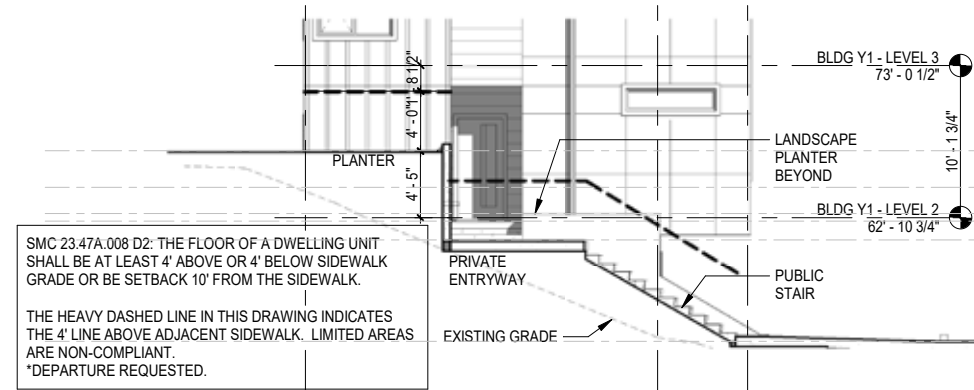 BLDG Y1 - LEVEL 3
73' - 0 1/2"
8 1/2"
1'
4' - 0"
PLANTER
LANDSCAPE
PLANTER
BEYOND
10' - 1 3/4"
4' - 5"
BLDG Y1 - LEVEL 2
62' - 10 3/4"
SMC 23.47A.008 D2: THE FLOOR OF A DWELLING UNIT
SHALL BE AT LEAST 4' ABOVE OR 4' BELOW SIDEWALK
GRADE OR BE SETBACK 10' FROM THE SIDEWALK.
THE HEAVY DASHED LINE IN THIS DRAWING INDICATES
THE 4' LINE ABOVE ADJACENT SIDEWALK. LIMITED AREAS
ARE NON-COMPLIANT.
*DEPARTURE REQUESTED.
PRIVATE
ENTRYWAY
PUBLIC
STAIR
EXISTING GRADE